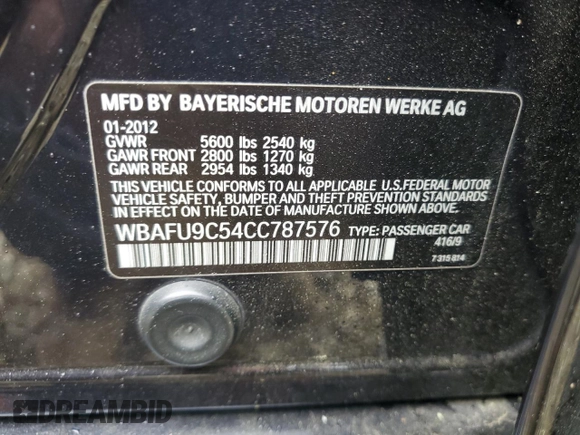 MFD BY BAYERISCHE MOTOREN WERKE AG
01-2012
GVWR 5600 lbs 2540 kg
GAWR FRONT 2800 lbs 1270 kg
GAWR REAR 2954 lbs 1340 kg
THIS VEHICLE CONFORMS TO ALL APPLICABLE U.S.FEDERAL MOTOR
VEHICLE SAFETY, BUMPER AND THEFT PREVENTION STANDARDS
IN EFFECT ON THE DATE OF MANUFACTURE SHOWN ABOVE.
WBAFU9C54CC787576 TYPE: PASSENGER CAR
416/9
7 315 814
DREAMBID